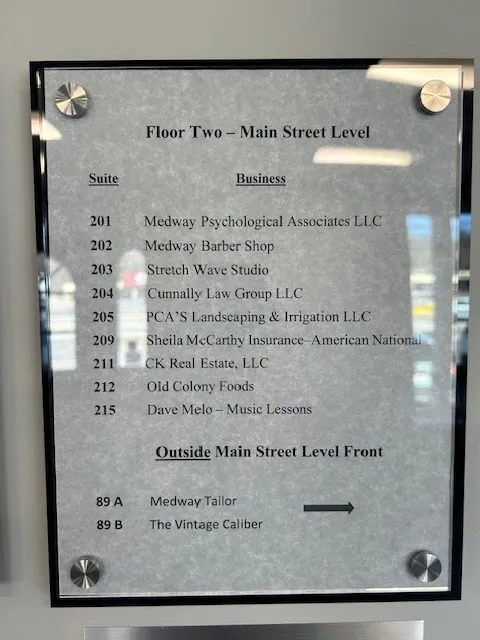 Floor Two – Main Street Level
Suite Business
201 Medway Psychological Associates LLC
202 Medway Barber Shop
203 Stretch Wave Studio
204 Cunnally Law Group LLC
205 PCA'S Landscaping & Irrigation LLC
209 Sheila McCarthy Insurance–American National
211 CK Real Estate, LLC
212 Old Colony Foods
215 Dave Melo – Music Lessons
Outside Main Street Level Front
89 A Medway Tailor
89 B The Vintage Caliber